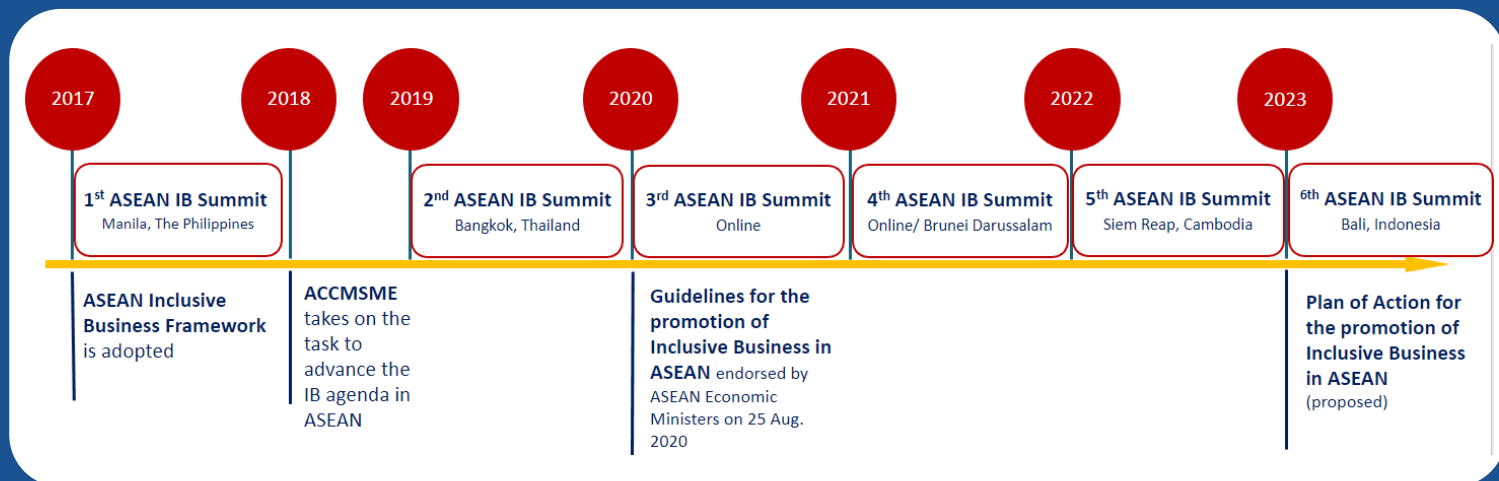 2017
2018
2019
2020
2021
2022
2023
1st ASEAN IB Summit
Manila, The Philippines
2nd ASEAN IB Summit
Bangkok, Thailand
3rd ASEAN IB Summit
Online
4th ASEAN IB Summit
Online/ Brunei Darussalam
5th ASEAN IB Summit
Siem Reap, Cambodia
6th ASEAN IB Summit
Bali, Indonesia
ASEAN Inclusive
Business Framework
is adopted
ACCMSME
takes on the
task to
advance the
IB agenda in
ASEAN
Guidelines for the
promotion of
Inclusive Business in
ASEAN endorsed by
ASEAN Economic
Ministers on 25 Aug.
2020
Plan of Action for
the promotion of
Inclusive Business
in ASEAN
(proposed)